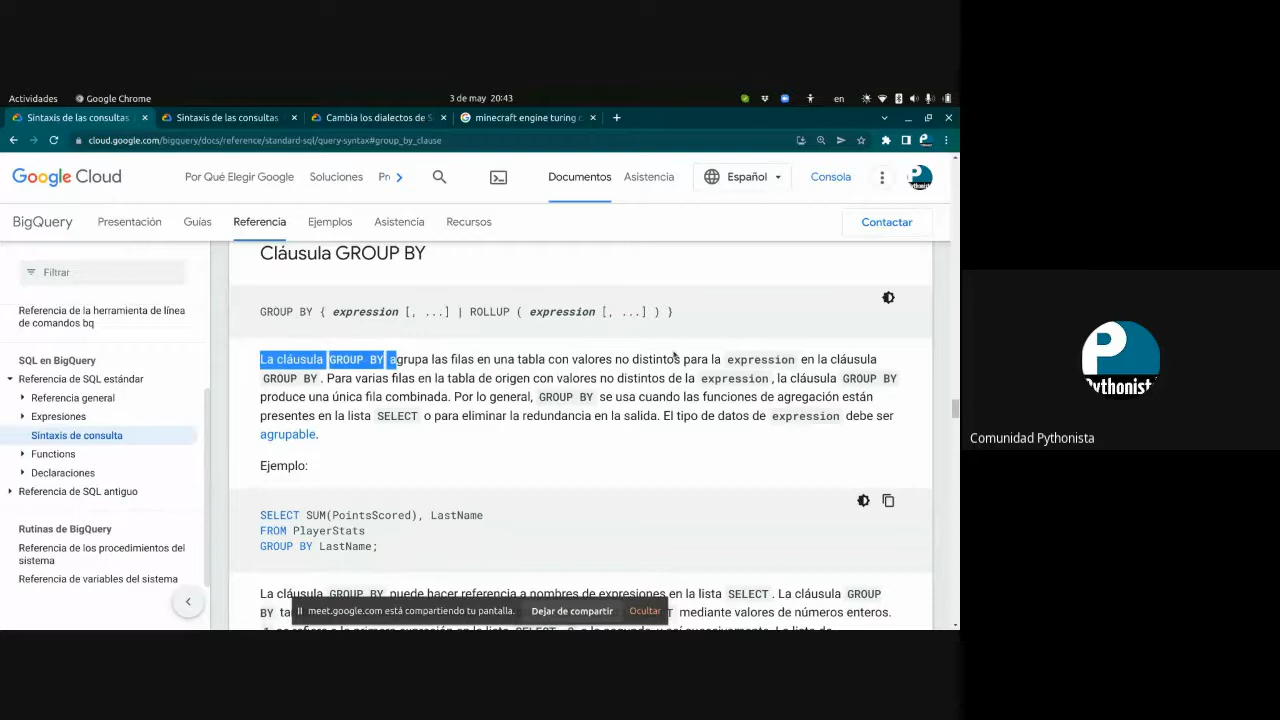 Actividades
Google Chrome
3 de may 20:43
en
Sintaxis de las consultas
Sintaxis de las consultas
Cambia los dialectos de S
minecraft engine turing c
cloud.google.com/bigquery/docs/reference/standard-sql/query-syntax#group_by_clause
Google Cloud
Por Qué Elegir Google
Soluciones
Pr
Documentos
Asistencia
Español
Consola
BigQuery
Presentación
Guías
Referencia
Ejemplos
Asistencia
Recursos
Contactar
Filtrar
Referencia de la herramienta de línea
de comandos bq
SQL en BigQuery
Referencia de SQL estándar
Referencia general
Expresiones
Sintaxis de consulta
Functions
Declaraciones
Referencia de SQL antiguo
Rutinas de BigQuery
Referencia de los procedimientos del
sistema
Referencia de variables del sistema
Cláusula GROUP BY
GROUP BY { expression [, ...] | ROLLUP ( expression [, ...] ) }
La cláusula GROUP BY agrupa las filas en una tabla con valores no distintos para la expression en la cláusula
GROUP BY. Para varias filas en la tabla de origen con valores no distintos de la expression, la cláusula GROUP BY
produce una única fila combinada. Por lo general, GROUP BY se usa cuando las funciones de agregación están
presentes en la lista SELECT o para eliminar la redundancia en la salida. El tipo de datos de expression debe ser
agrupable.
Ejemplo:
SELECT SUM(PointsScored), LastName
FROM PlayerStats
GROUP BY LastName;
La cláusula GROUP BY puede hacer referencia a nombres de expresiones en la lista SELECT. La cláusula GROUP
BY mediante valores de números enteros.
meet.google.com está compartiendo tu pantalla.
Dejar de compartir
Ocultar
Pythonist
Comunidad Pythonista